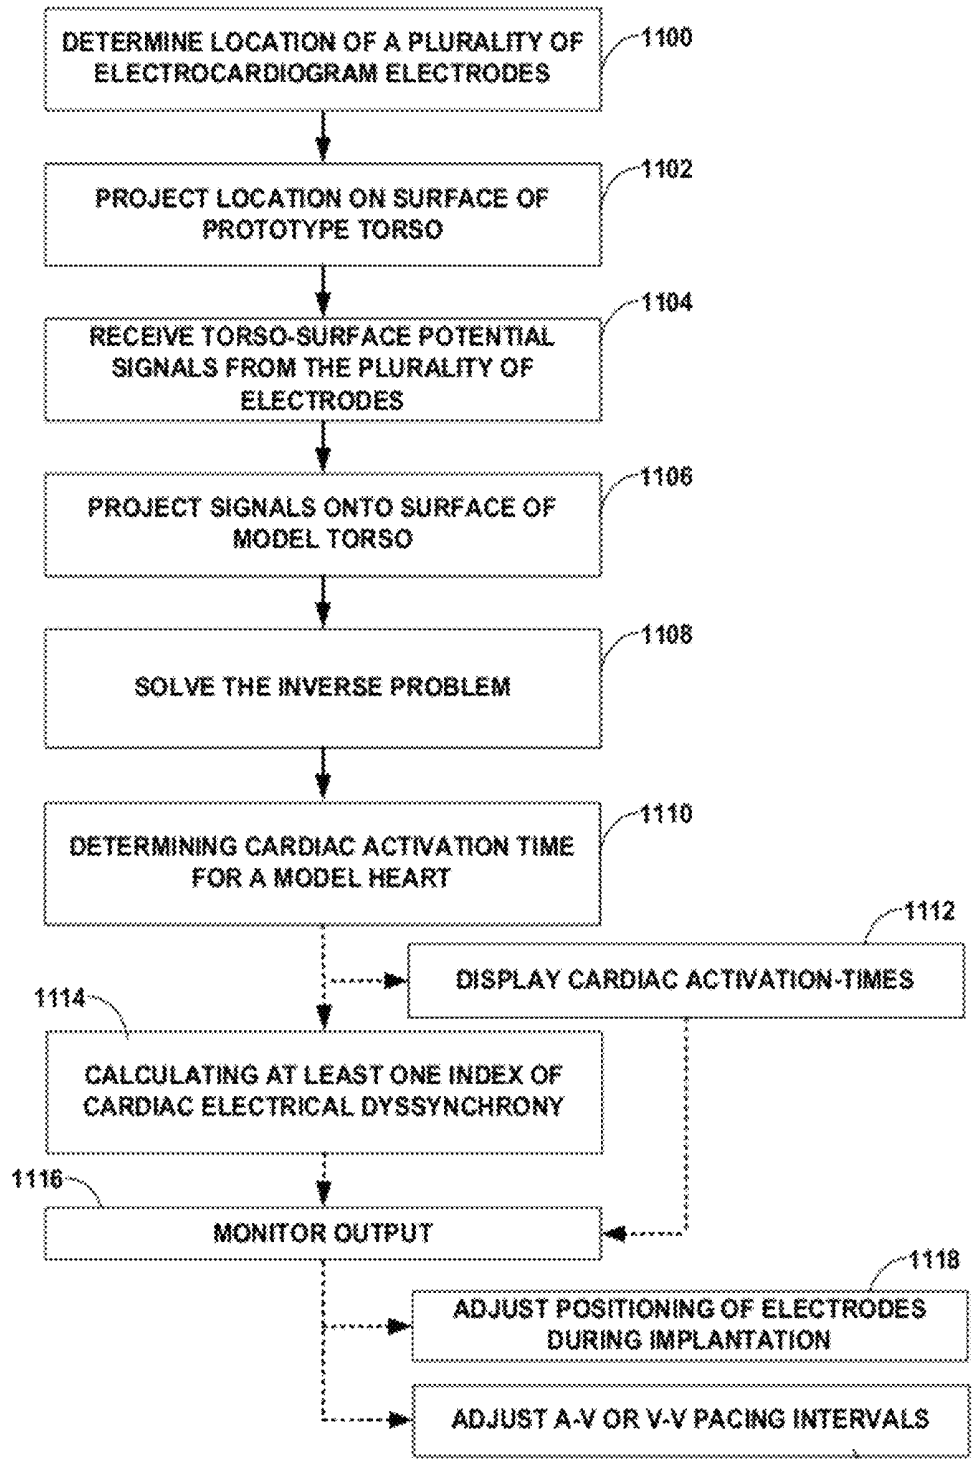 DETERMINE LOCATION OF A PLURALITY OF
ELECTROCARDIOGRAM ELECTRODES
1100
PROJECT LOCATION ON SURFACE OF
PROTOTYPE TORSO
1102
RECEIVE TORSO-SURFACE POTENTIAL
SIGNALS FROM THE PLURALITY OF
ELECTRODES
1104
PROJECT SIGNALS ONTO SURFACE OF
MODEL TORSO
1106
SOLVE THE INVERSE PROBLEM
1108
DETERMINING CARDIAC ACTIVATION TIME
FOR A MODEL HEART
1110
1112
DISPLAY CARDIAC ACTIVATION-TIMES
1114
CALCULATING AT LEAST ONE INDEX OF
CARDIAC ELECTRICAL DYSSYNCHRONY
1116
MONITOR OUTPUT
1118
ADJUST POSITIONING OF ELECTRODES
DURING IMPLANTATION
ADJUST A-V OR V-V PACING INTERVALS